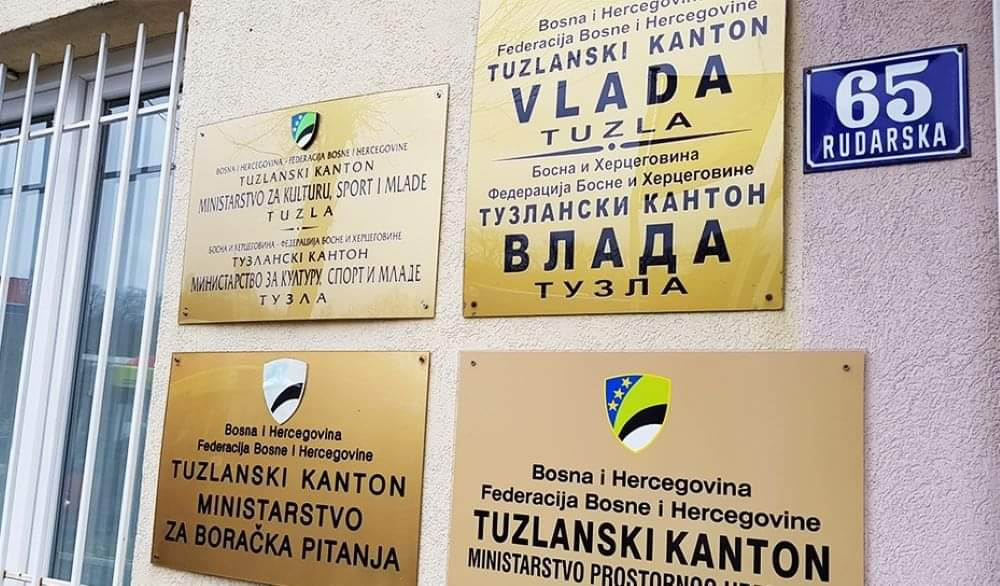 Bosna i Hercegovina - Federacija Bosne i Hercegovine
TUZLANSKI KANTON
MINISTARSTVO ZA KULTURU, SPORT I MLADE
TUZLA
Босна и Херцеговина - Федерација Босне и Херцеговине
ТУЗЛАНСКИ КАНТОН
МИНИСТАРСТВО ЗА КУЛТУРУ, СПОРТ И МЛАДЕ
ТУЗЛА
Bosna i Hercegovina
Federacija Bosne i Hercegovine
TUZLANSKI KANTON
VLADA
TUZLA
Босна и Херцеговина
Федерација Босне и Херцеговине
ТУЗЛАНСКИ КАНТОН
ВЛАДА
ТУЗЛА
65
RUDARSKA
Bosna i Hercegovina
Federacija Bosne i Hercegovine
TUZLANSKI KANTON
MINISTARSTVO
ZA BORAČKA PITANJA
Bosna i Hercegovina
Federacija Bosne i Hercegovine
TUZLANSKI KANTON
MINISTARSTVO PROSTORNOG